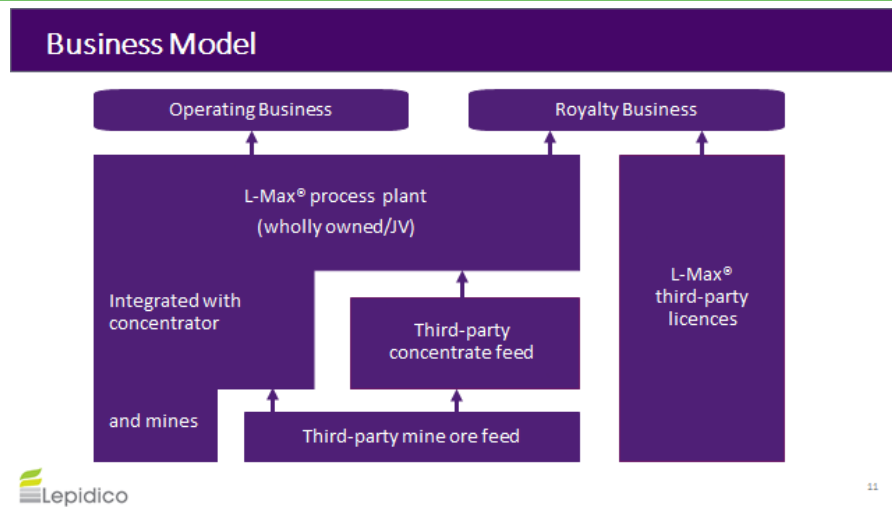 Business Model
Operating Business
Royalty Business
L-Max® process plant
(wholly owned/JV)
Integrated with
concentrator
and mines
Third-party
concentrate feed
Third-party mine ore feed
L-Max®
third-party
licences
Lepidico
11